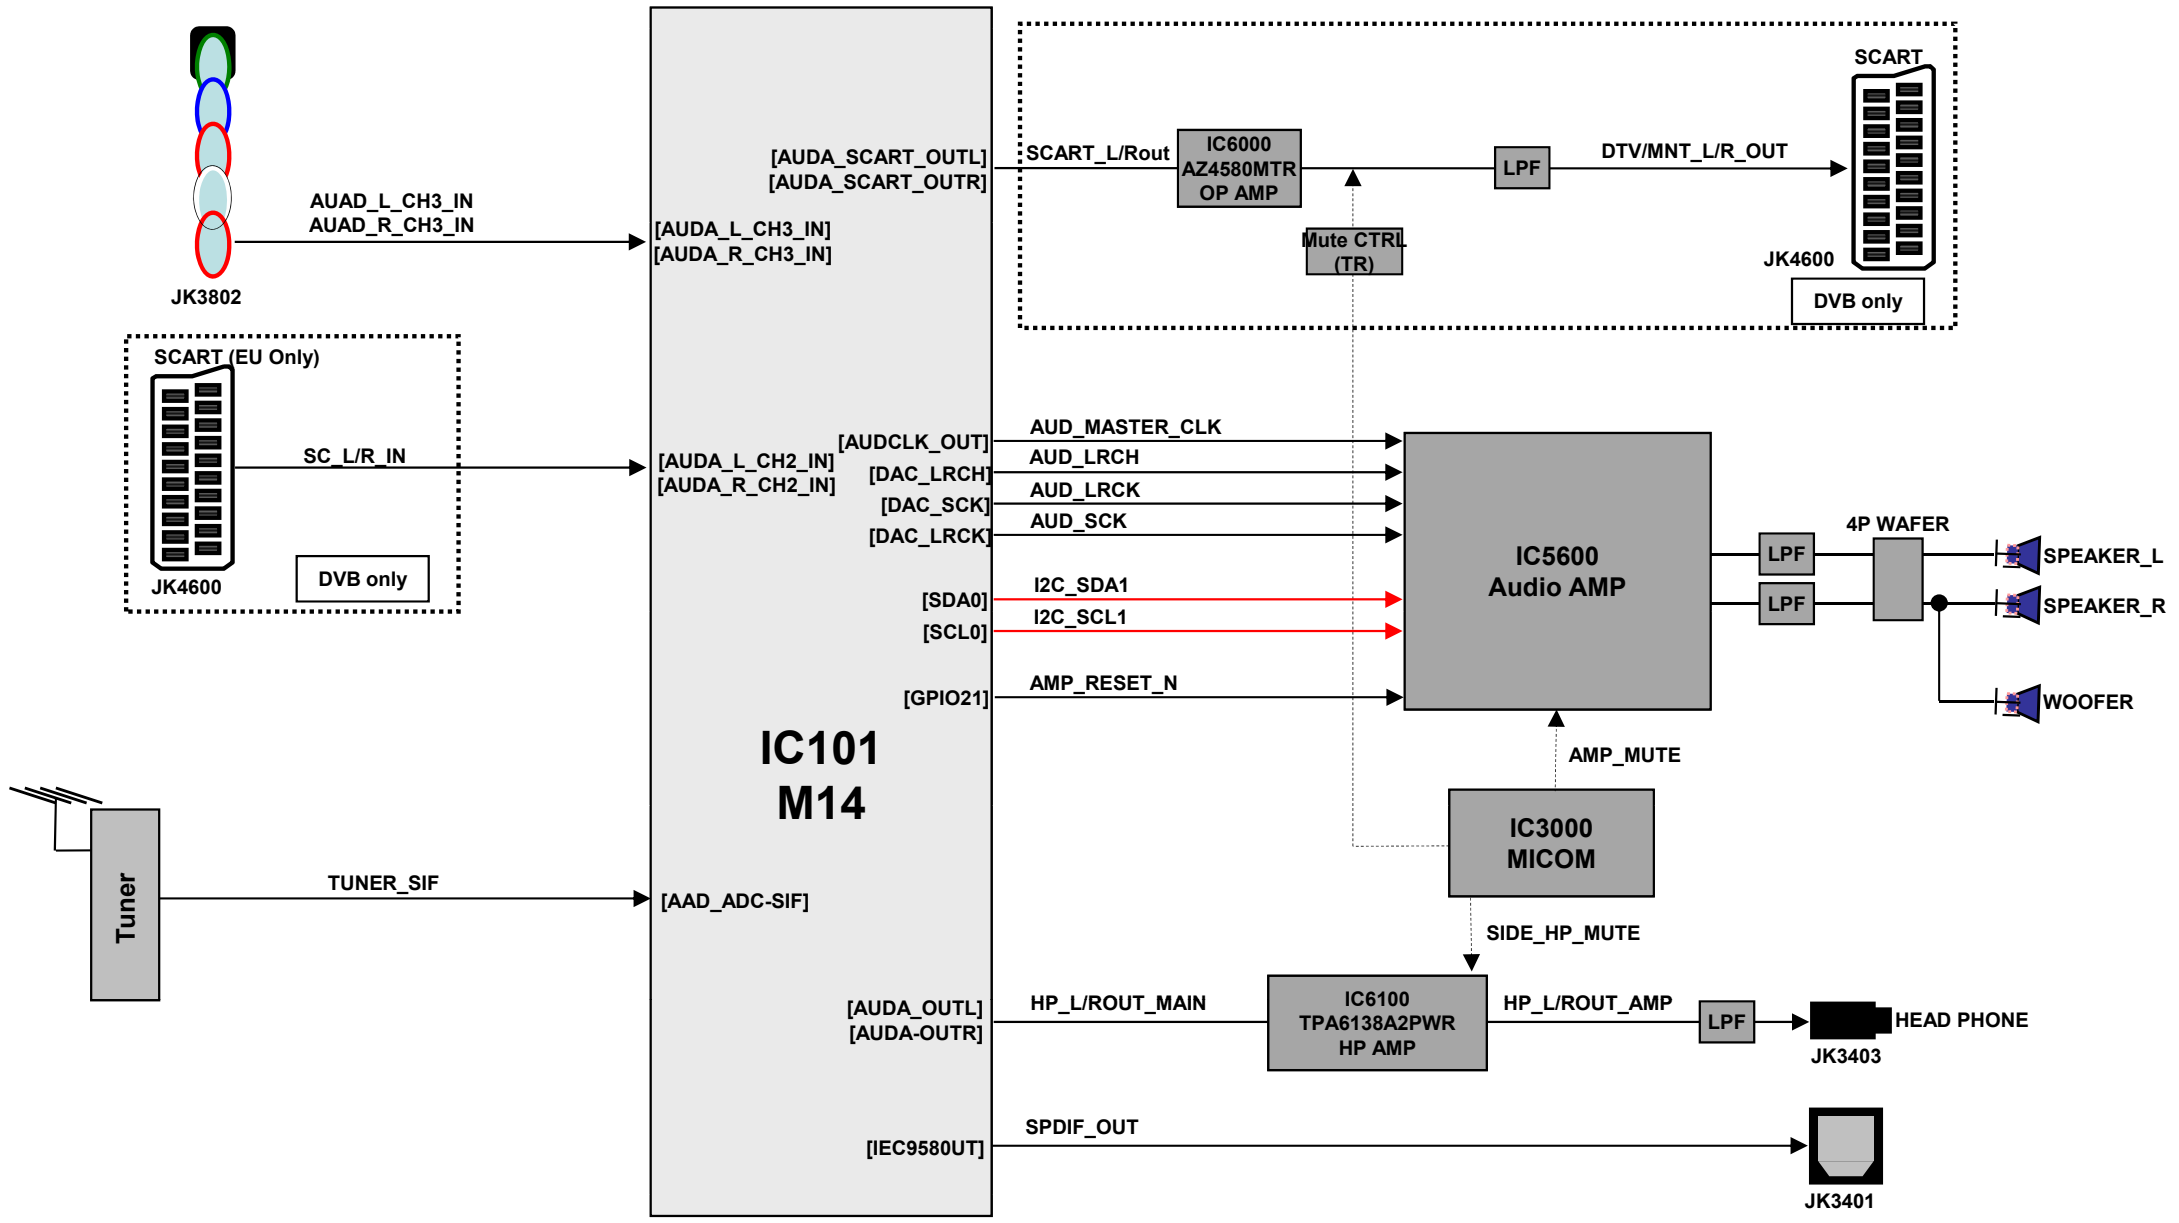 AUAD_L_CH3_IN
AUAD_R_CH3_IN
JK3802
SCART (EU Only)
SC_L/R_IN
JK4600
DVB only
Tuner
TUNER_SIF
[AUDA_SCART_OUTL]
[AUDA_SCART_OUTR]
[AUDA_L_CH3_IN]
[AUDA_R_CH3_IN]
[AUDCLK_OUT]
[AUDA_L_CH2_IN]
[AUDA_R_CH2_IN]
[DAC_LRCH]
[DAC_SCK]
[DAC_LRCK]
[SDA0]
[SCL0]
[GPIO21]
IC101
M14
[AAD_ADC-SIF]
[AUDA_OUTL]
[AUDA-OUTR]
[IEC9580UT]
SCART_L/Rout
IC6000
AZ4580MTR
OP AMP
LPF
DTV/MNT_L/R_OUT
SCART
JK4600
DVB only
Mute CTRL
(TR)
AUD_MASTER_CLK
AUD_LRCH
AUD_LRCK
AUD_SCK
I2C_SDA1
I2C_SCL1
AMP_RESET_N
IC5600
Audio AMP
LPF
LPF
4P WAFER
SPEAKER_L
SPEAKER_R
WOOFER
AMP_MUTE
IC3000
MICOM
SIDE_HP_MUTE
HP_L/ROUT_MAIN
IC6100
TPA6138A2PWR
HP AMP
HP_L/ROUT_AMP
LPF
HEAD PHONE
JK3403
SPDIF_OUT
JK3401